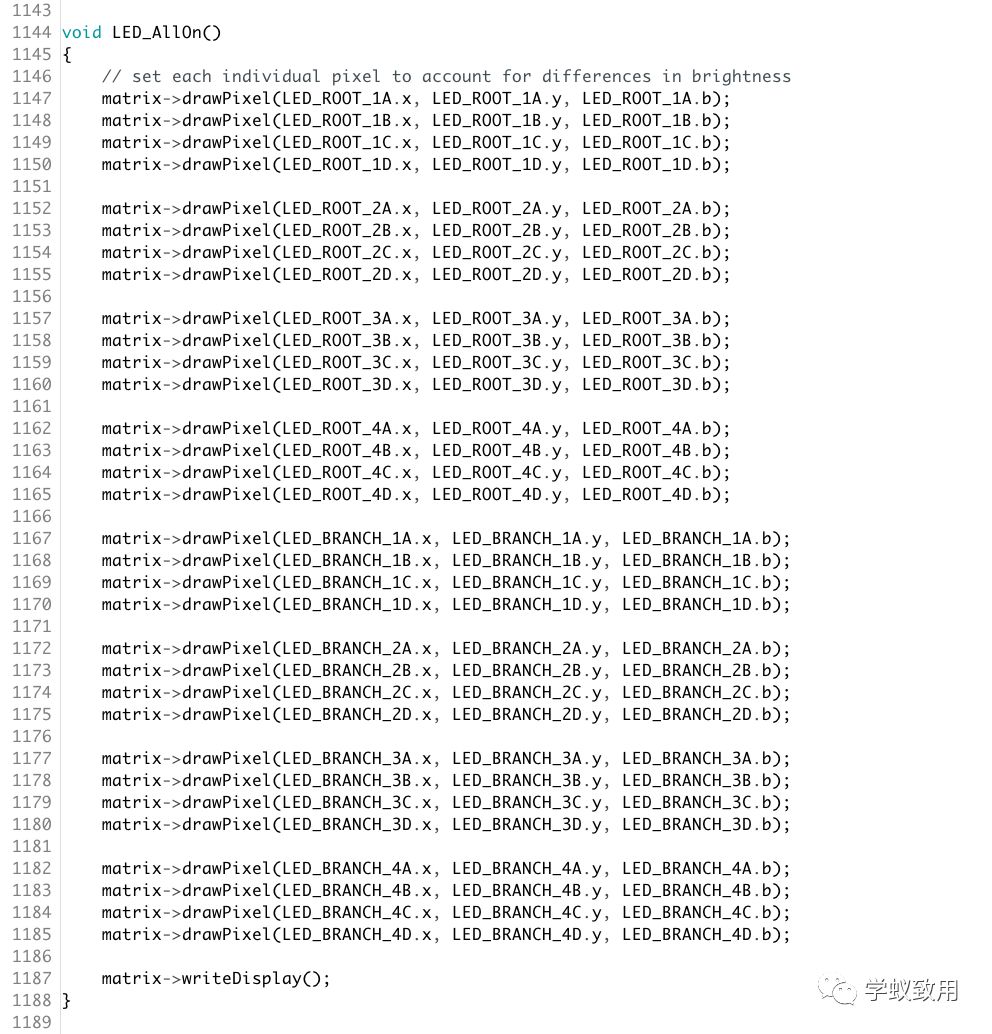 1143
1144 void LED_AllOn()
1145 {
1146     // set each individual pixel to account for differences in brightness
1147     matrix->drawPixel(LED_ROOT_1A.x, LED_ROOT_1A.y, LED_ROOT_1A.b);
1148     matrix->drawPixel(LED_ROOT_1B.x, LED_ROOT_1B.y, LED_ROOT_1B.b);
1149     matrix->drawPixel(LED_ROOT_1C.x, LED_ROOT_1C.y, LED_ROOT_1C.b);
1150     matrix->drawPixel(LED_ROOT_1D.x, LED_ROOT_1D.y, LED_ROOT_1D.b);
1151
1152     matrix->drawPixel(LED_ROOT_2A.x, LED_ROOT_2A.y, LED_ROOT_2A.b);
1153     matrix->drawPixel(LED_ROOT_2B.x, LED_ROOT_2B.y, LED_ROOT_2B.b);
1154     matrix->drawPixel(LED_ROOT_2C.x, LED_ROOT_2C.y, LED_ROOT_2C.b);
1155     matrix->drawPixel(LED_ROOT_2D.x, LED_ROOT_2D.y, LED_ROOT_2D.b);
1156
1157     matrix->drawPixel(LED_ROOT_3A.x, LED_ROOT_3A.y, LED_ROOT_3A.b);
1158     matrix->drawPixel(LED_ROOT_3B.x, LED_ROOT_3B.y, LED_ROOT_3B.b);
1159     matrix->drawPixel(LED_ROOT_3C.x, LED_ROOT_3C.y, LED_ROOT_3C.b);
1160     matrix->drawPixel(LED_ROOT_3D.x, LED_ROOT_3D.y, LED_ROOT_3D.b);
1161
1162     matrix->drawPixel(LED_ROOT_4A.x, LED_ROOT_4A.y, LED_ROOT_4A.b);
1163     matrix->drawPixel(LED_ROOT_4B.x, LED_ROOT_4B.y, LED_ROOT_4B.b);
1164     matrix->drawPixel(LED_ROOT_4C.x, LED_ROOT_4C.y, LED_ROOT_4C.b);
1165     matrix->drawPixel(LED_ROOT_4D.x, LED_ROOT_4D.y, LED_ROOT_4D.b);
1166
1167     matrix->drawPixel(LED_BRANCH_1A.x, LED_BRANCH_1A.y, LED_BRANCH_1A.b);
1168     matrix->drawPixel(LED_BRANCH_1B.x, LED_BRANCH_1B.y, LED_BRANCH_1B.b);
1169     matrix->drawPixel(LED_BRANCH_1C.x, LED_BRANCH_1C.y, LED_BRANCH_1C.b);
1170     matrix->drawPixel(LED_BRANCH_1D.x, LED_BRANCH_1D.y, LED_BRANCH_1D.b);
1171
1172     matrix->drawPixel(LED_BRANCH_2A.x, LED_BRANCH_2A.y, LED_BRANCH_2A.b);
1173     matrix->drawPixel(LED_BRANCH_2B.x, LED_BRANCH_2B.y, LED_BRANCH_2B.b);
1174     matrix->drawPixel(LED_BRANCH_2C.x, LED_BRANCH_2C.y, LED_BRANCH_2C.b);
1175     matrix->drawPixel(LED_BRANCH_2D.x, LED_BRANCH_2D.y, LED_BRANCH_2D.b);
1176
1177     matrix->drawPixel(LED_BRANCH_3A.x, LED_BRANCH_3A.y, LED_BRANCH_3A.b);
1178     matrix->drawPixel(LED_BRANCH_3B.x, LED_BRANCH_3B.y, LED_BRANCH_3B.b);
1179     matrix->drawPixel(LED_BRANCH_3C.x, LED_BRANCH_3C.y, LED_BRANCH_3C.b);
1180     matrix->drawPixel(LED_BRANCH_3D.x, LED_BRANCH_3D.y, LED_BRANCH_3D.b);
1181
1182     matrix->drawPixel(LED_BRANCH_4A.x, LED_BRANCH_4A.y, LED_BRANCH_4A.b);
1183     matrix->drawPixel(LED_BRANCH_4B.x, LED_BRANCH_4B.y, LED_BRANCH_4B.b);
1184     matrix->drawPixel(LED_BRANCH_4C.x, LED_BRANCH_4C.y, LED_BRANCH_4C.b);
1185     matrix->drawPixel(LED_BRANCH_4D.x, LED_BRANCH_4D.y, LED_BRANCH_4D.b);
1186
1187     matrix->writeDisplay();
1188 }
1189
学蚁致用